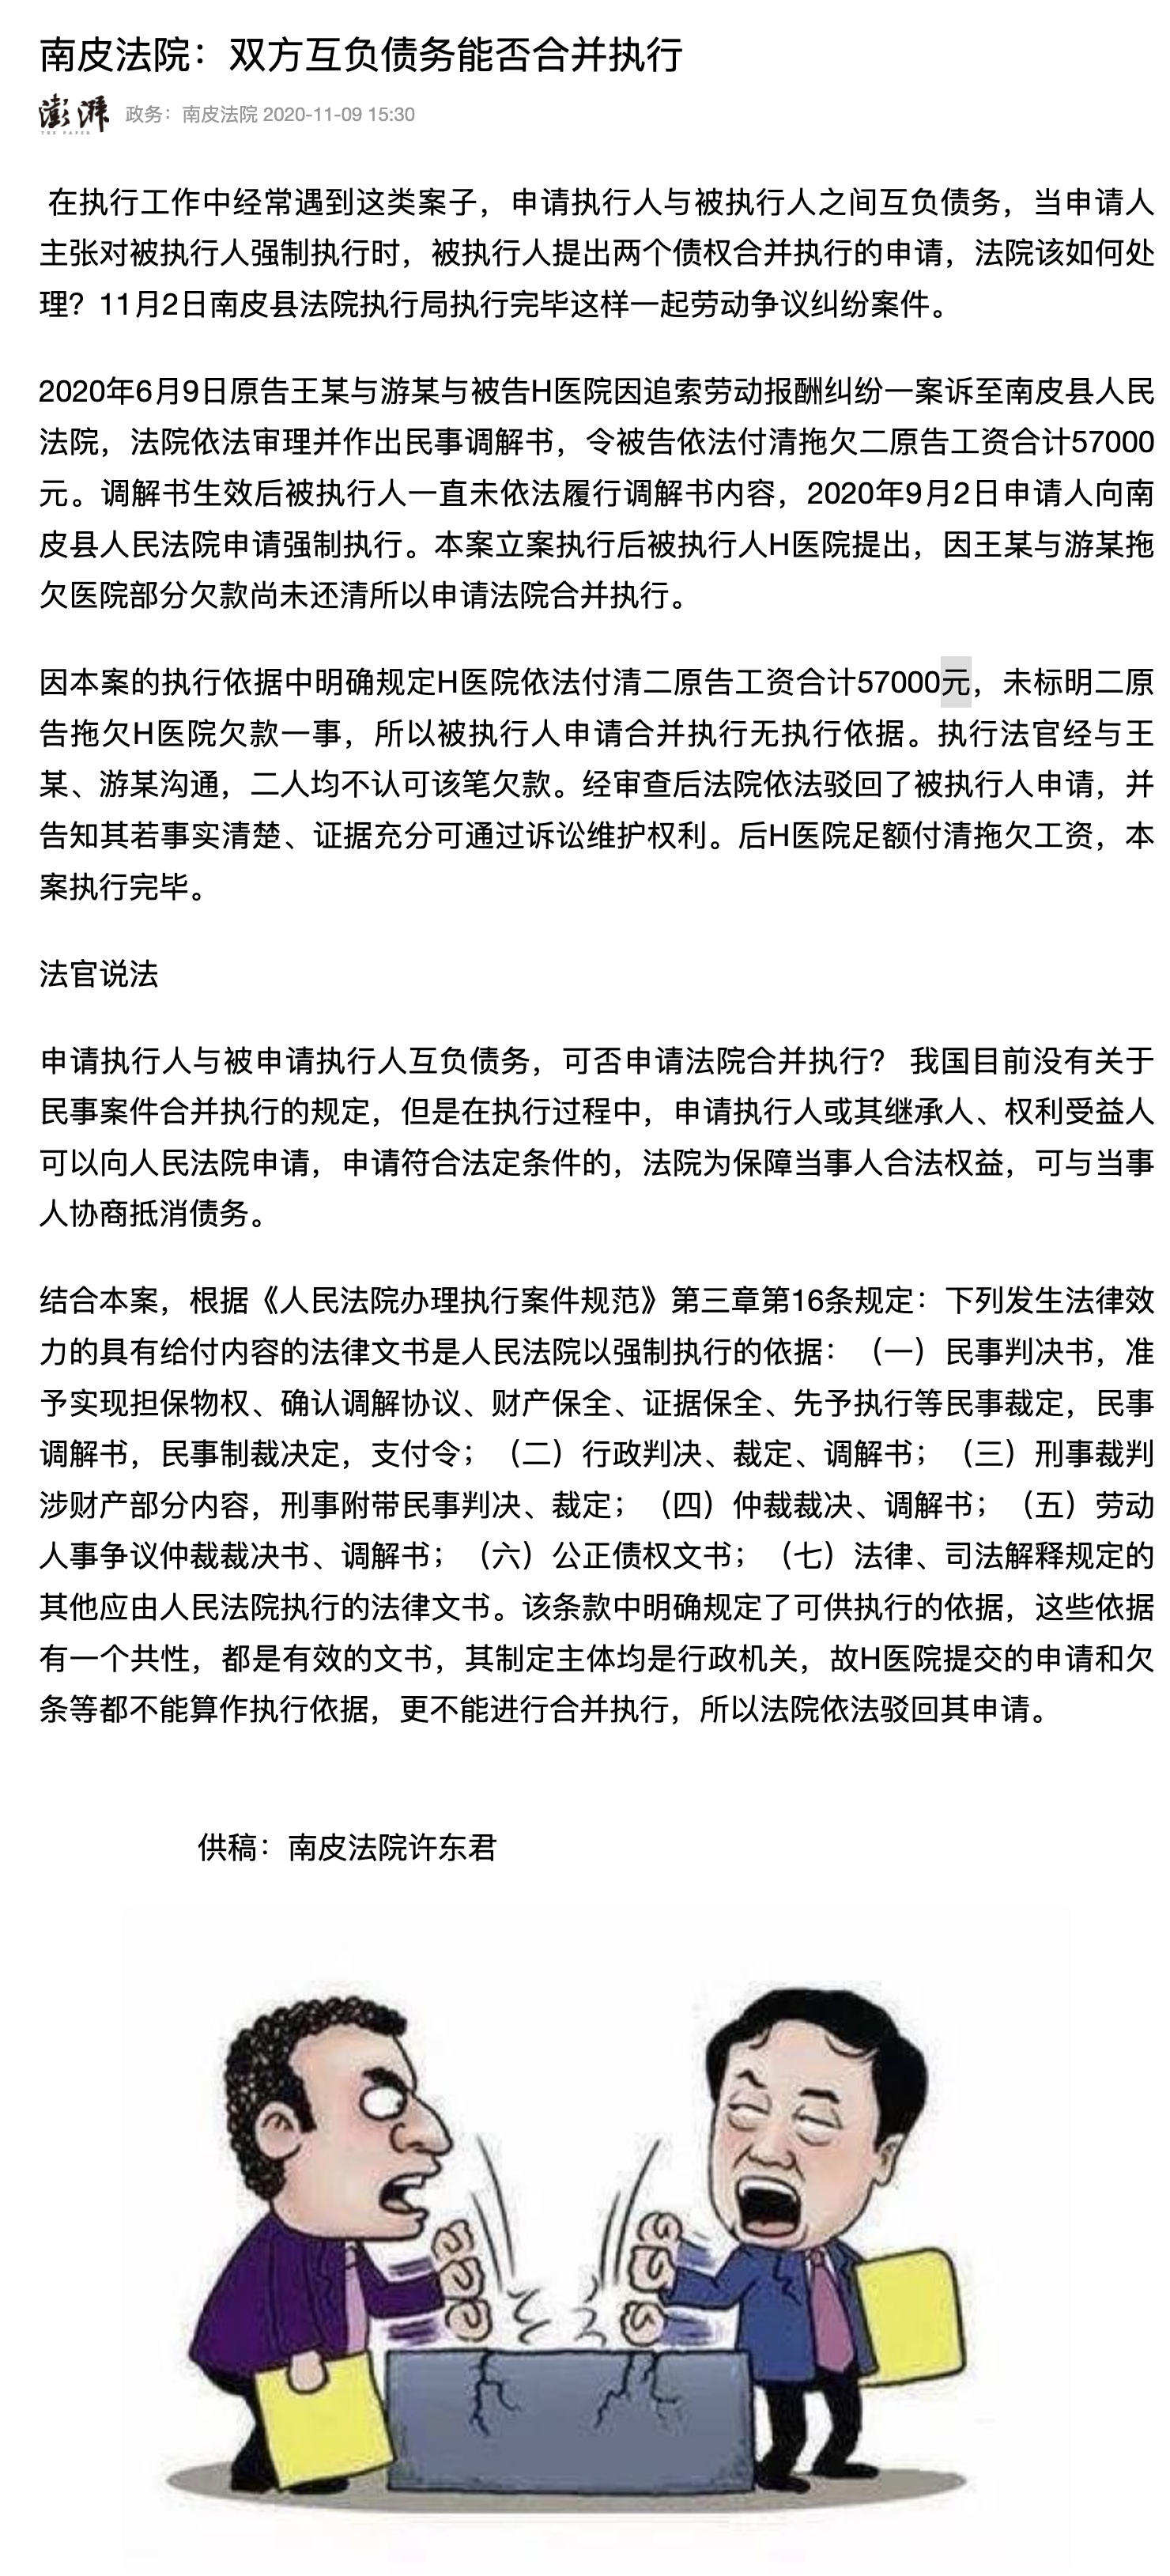 南皮法院：双方互负债务能否合并执行
澎湃 政务：南皮法院 2020-11-09 15:30
THE PAPER
在执行工作中经常遇到这类案子，申请执行人与被执行人之间互负债务，当申请人
主张对被执行人强制执行时，被执行人提出两个债权合并执行的申请，法院该如何处
理？11月2日南皮县法院执行局执行完毕这样一起劳动争议纠纷案件。
2020年6月9日原告王某与游某与被告H医院因追索劳动报酬纠纷一案诉至南皮县人民
法院，法院依法审理并作出民事调解书，令被告依法付清拖欠二原告工资合计57000
元。调解书生效后被执行人一直未依法履行调解书内容，2020年9月2日申请人向南
皮县人民法院申请强制执行。本案立案执行后被执行人H医院提出，因王某与游某拖
欠医院部分欠款尚未还清所以申请法院合并执行。
因本案的执行依据中明确规定H医院依法付清二原告工资合计57000元，未标明二原
告拖欠H医院欠款一事，所以被执行人申请合并执行无执行依据。执行法官经与王
某、游某沟通，二人均不认可该笔欠款。经审查后法院依法驳回了被执行人申请，并
告知其若事实清楚、证据充分可通过诉讼维护权利。后H医院足额付清拖欠工资，本
案执行完毕。
法官说法
申请执行人与被申请执行人互负债务，可否申请法院合并执行？ 我国目前没有关于
民事案件合并执行的规定，但是在执行过程中，申请执行人或其继承人、权利受益人
可以向人民法院申请，申请符合法定条件的，法院为保障当事人合法权益，可与当事
人协商抵消债务。
结合本案，根据《人民法院办理执行案件规范》第三章第16条规定：下列发生法律效
力的具有给付内容的法律文书是人民法院以强制执行的依据：（一）民事判决书，准
予实现担保物权、确认调解协议、财产保全、证据保全、先予执行等民事裁定，民事
调解书，民事制裁决定，支付令；（二）行政判决、裁定、调解书；（三）刑事裁判
涉财产部分内容，刑事附带民事判决、裁定；（四）仲裁裁决、调解书；（五）劳动
人事争议仲裁裁决书、调解书；（六）公正债权文书；（七）法律、司法解释规定的
其他应由人民法院执行的法律文书。该条款中明确规定了可供执行的依据，这些依据
有一个共性，都是有效的文书，其制定主体均是行政机关，故H医院提交的申请和欠
条等都不能算作执行依据，更不能进行合并执行，所以法院依法驳回其申请。
供稿：南皮法院许东君